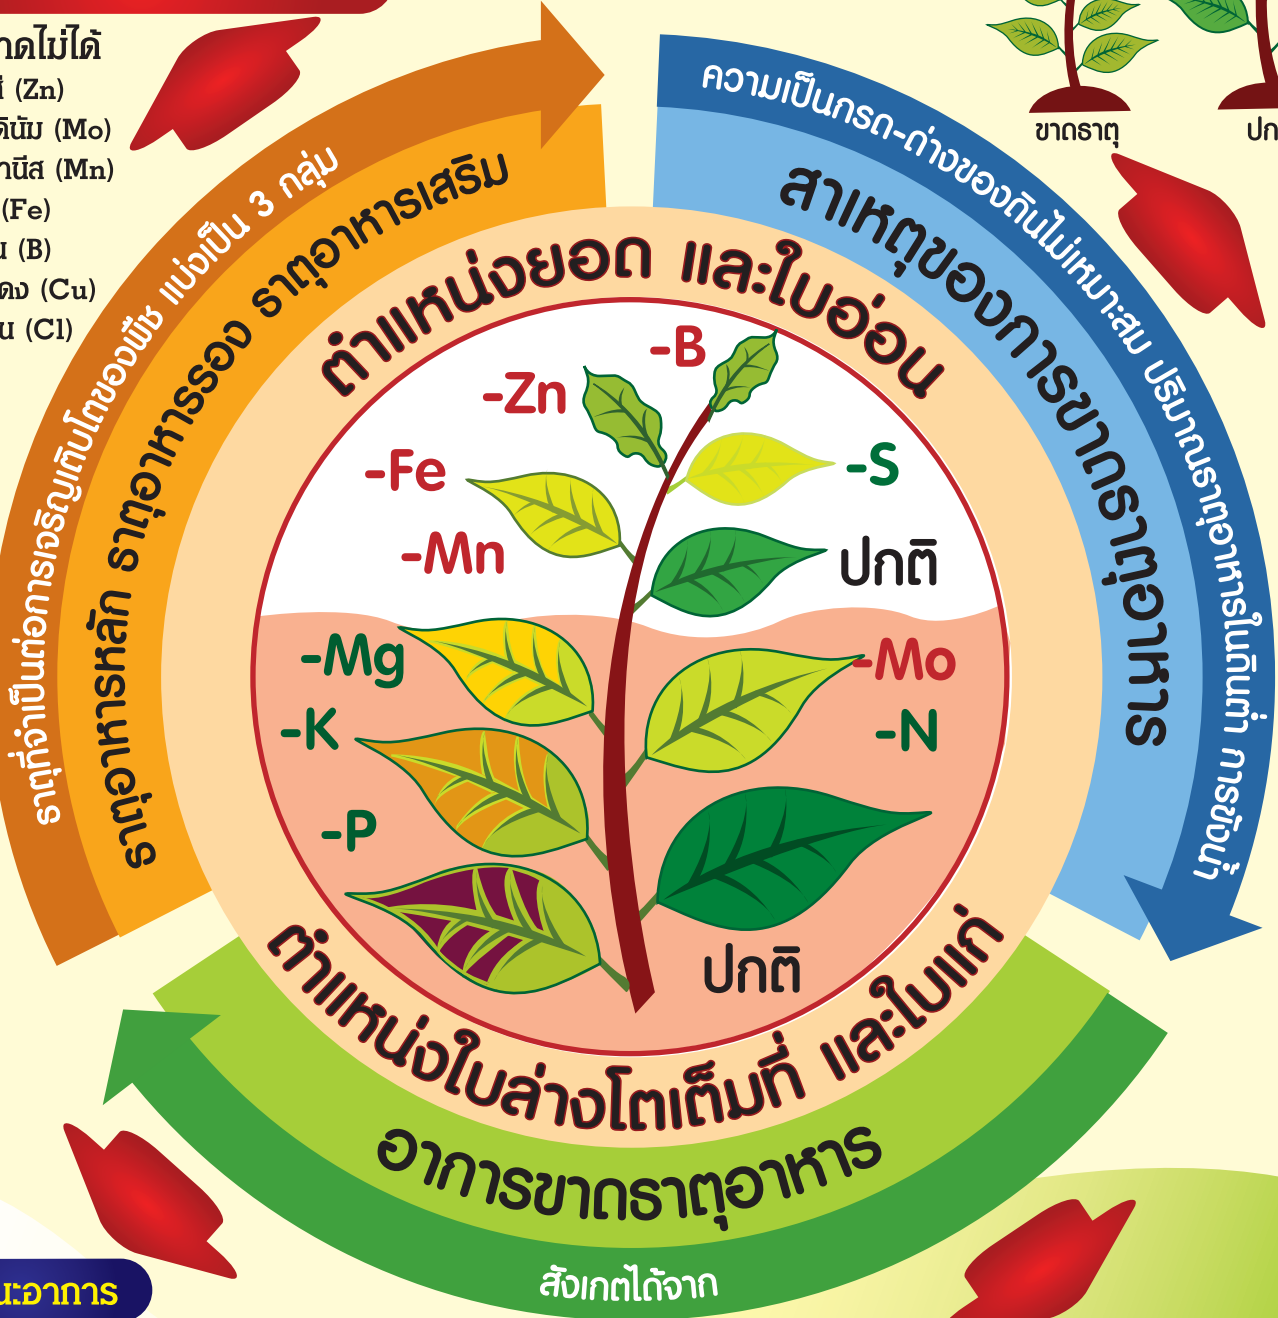 าดไม่ได้
(Zn)
ดินัม (Mo)
านีส (Mn)
(Fe)
น (B)
แดง (Cu)
น (Cl)
ขาดธาตุ
ปก
ธาตุที่จำเป็นต่อการเจริญเติบโตของพืช แบ่งเป็น 3 กลุ่ม
ธาตุอาหารหลัก ธาตุอาหารรอง ธาตุอาหารเสริม
ความเป็นกรด-ด่างของดินไม่เหมาะสม ปริมาณธาตุอาหารในดินต่ำ การขังน้ำ
สาเหตุของการขาดธาตุอาหาร
ตำแหน่งยอด และใบอ่อน
-B
-Zn
-S
-Fe
-Mn
ปกติ
-Mg
-Mo
-K
-N
-P
ปกติ
ตำแหน่งใบล่างโตเต็มที่ และใบแก่
อาการขาดธาตุอาหาร
สังเกตได้จาก
ณะอาการ